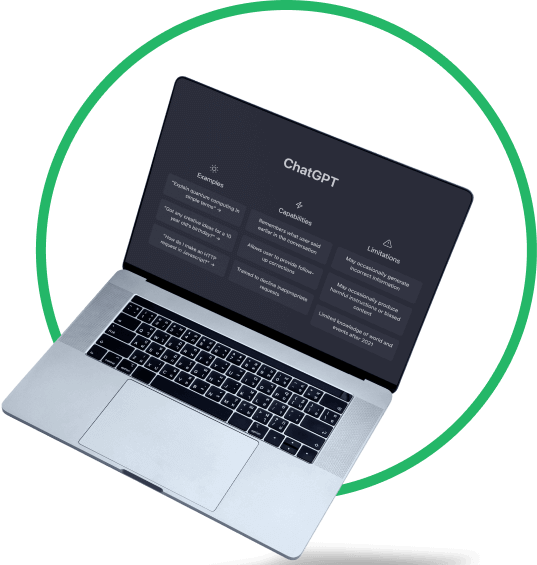 ChatGPT
Examples
"Explain quantum computing in
people terms" →
"Got any creative ideas for a 10
year old's birthday?" →
"How do I make an HTTP
request in Javascript?" →
Capabilities
Remembers what user said
earlier in the conversation
Allows user to provide follow-
up corrections
Trained to decline inappropriate
requests
Limitations
May occasionally generate
incorrect information
May occasionally produce
harmful instructions or biased
content
Limited knowledge of world and
events after 2021